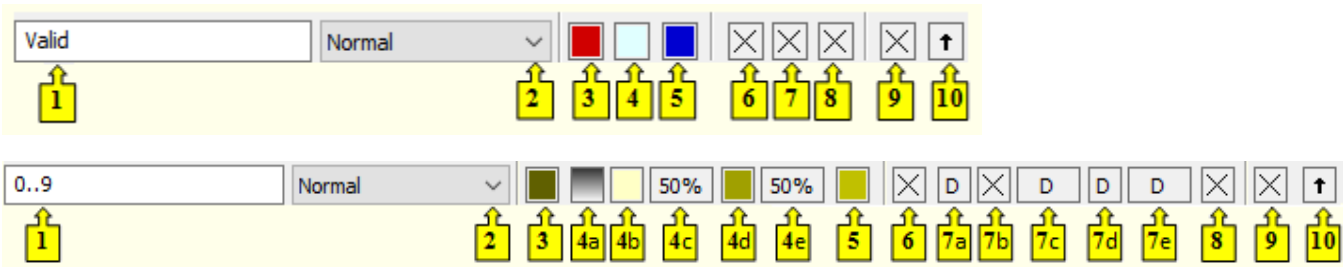 Valid Normal
1 2 3 4 5 6 7 8 9 10
0..9 Normal 50% 50% D D D D
1 2 3 4a 4b 4c 4d 4e 5 6 7a 7b 7c 7d 7e 8 9 10